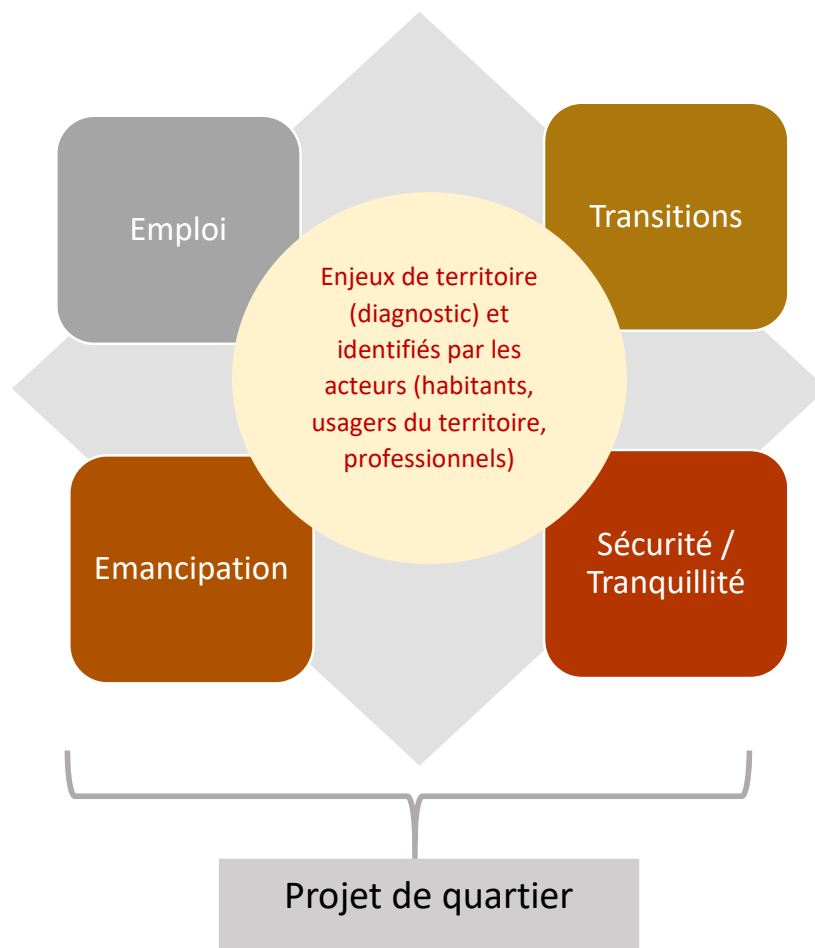 Emploi
Transitions
Enjeux de territoire
(diagnostic) et
identifiés par les
acteurs (habitants,
usagers du territoire,
professionnels)
Emancipation
Sécurité /
Tranquillité
Projet de quartier